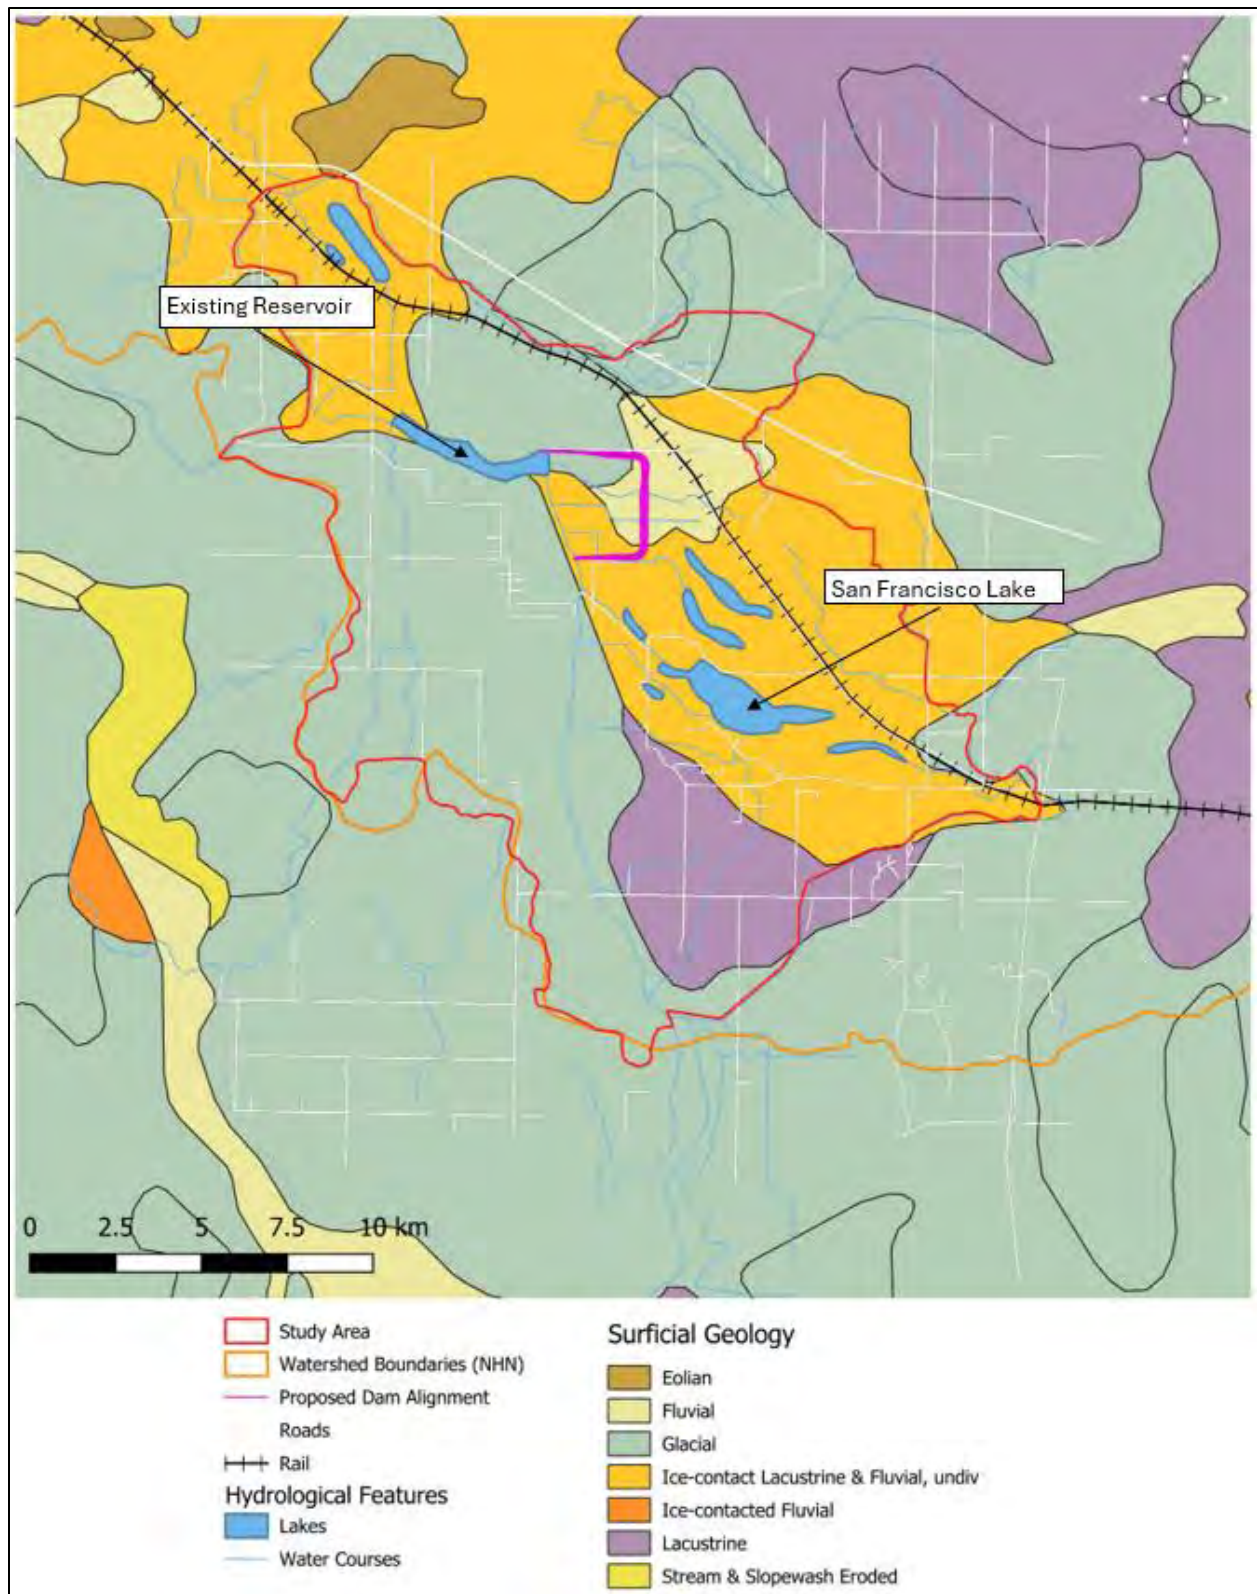 Existing Reservoir
San Francisco Lake
0 2.5 5 7.5 10 km
Study Area
Watershed Boundaries (NHN)
Proposed Dam Alignment
Roads
Rail
Hydrological Features
Lakes
Water Courses
Surficial Geology
Eolian
Fluvial
Glacial
Ice-contact Lacustrine & Fluvial, undiv
Ice-contacted Fluvial
Lacustrine
Stream & Slopewash Eroded